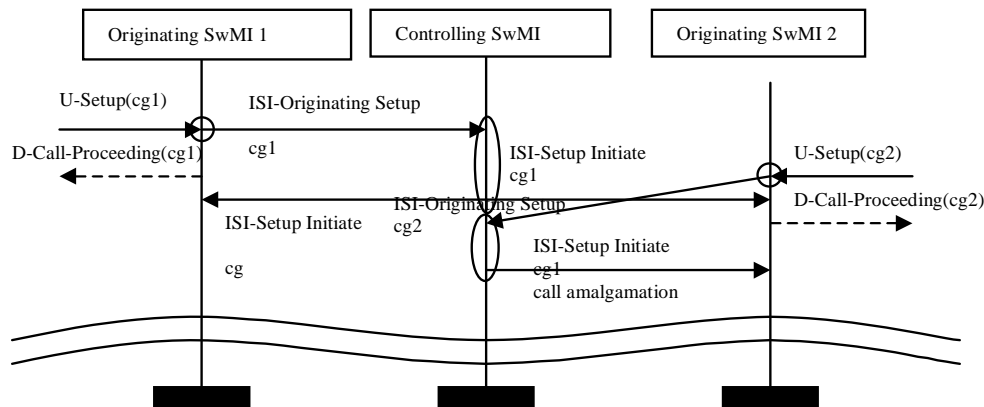 Originating SwMI 1
Controlling SwMI
Originating SwMI 2
U-Setup(cg1)
ISI-Originating Setup
cg1
D-Call-Proceeding(cg1)
ISI-Setup Initiate
cg1
U-Setup(cg2)
D-Call-Proceeding(cg2)
ISI-Originating Setup
cg2
ISI-Setup Initiate
cg
ISI-Setup Initiate
cg1
call amalgamation